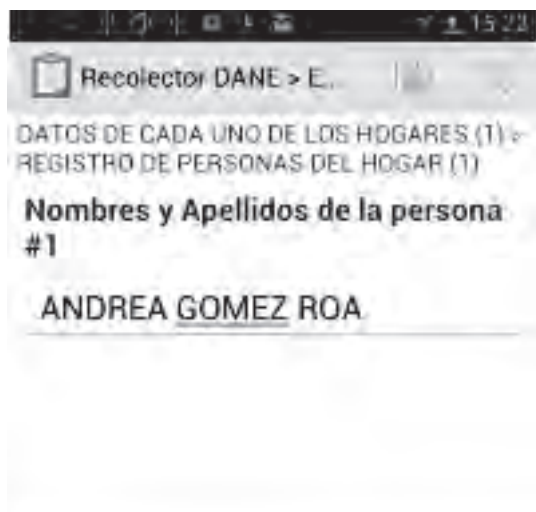 15:22
Recolector DANE > E...
DATOS DE CADA UNO DE LOS HOGARES (1) >
REGISTRO DE PERSONAS DEL HOGAR (1)
Nombres y Apellidos de la persona
#1
ANDREA GOMEZ ROA